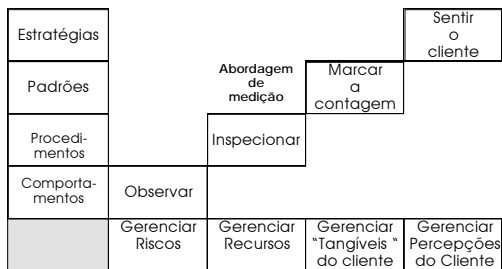 Sentir
o
cliente
Estratégias
Padrões
Abordagem
de
medição
Marcar
a
contagem
Procedi-
mentos
Inspecionar
Comporta-
mentos
Observar
Gerenciar
Riscos
Gerenciar
Recursos
Gerenciar
"Tangíveis "
do cliente
Gerenciar
Percepções
do Cliente